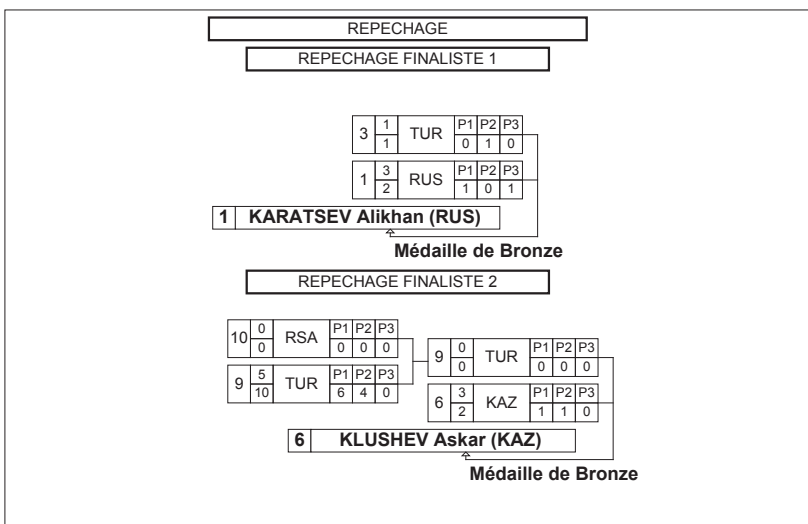 REPECHAGE
REPECHAGE FINALISTE 1
3 1 TUR P1 P2 P3
1 0 1 0
1 3 RUS P1 P2 P3
2 1 0 1
1 KARATSEV Alikhan (RUS)
Médaille de Bronze
REPECHAGE FINALISTE 2
10 0 RSA P1 P2 P3
0 0 0 0
9 0 TUR P1 P2 P3
0 0 0 0
9 5 TUR P1 P2 P3
10 6 4 0
6 3 KAZ P1 P2 P3
2 1 1 0
6 KLUSHEV Askar (KAZ)
Médaille de Bronze